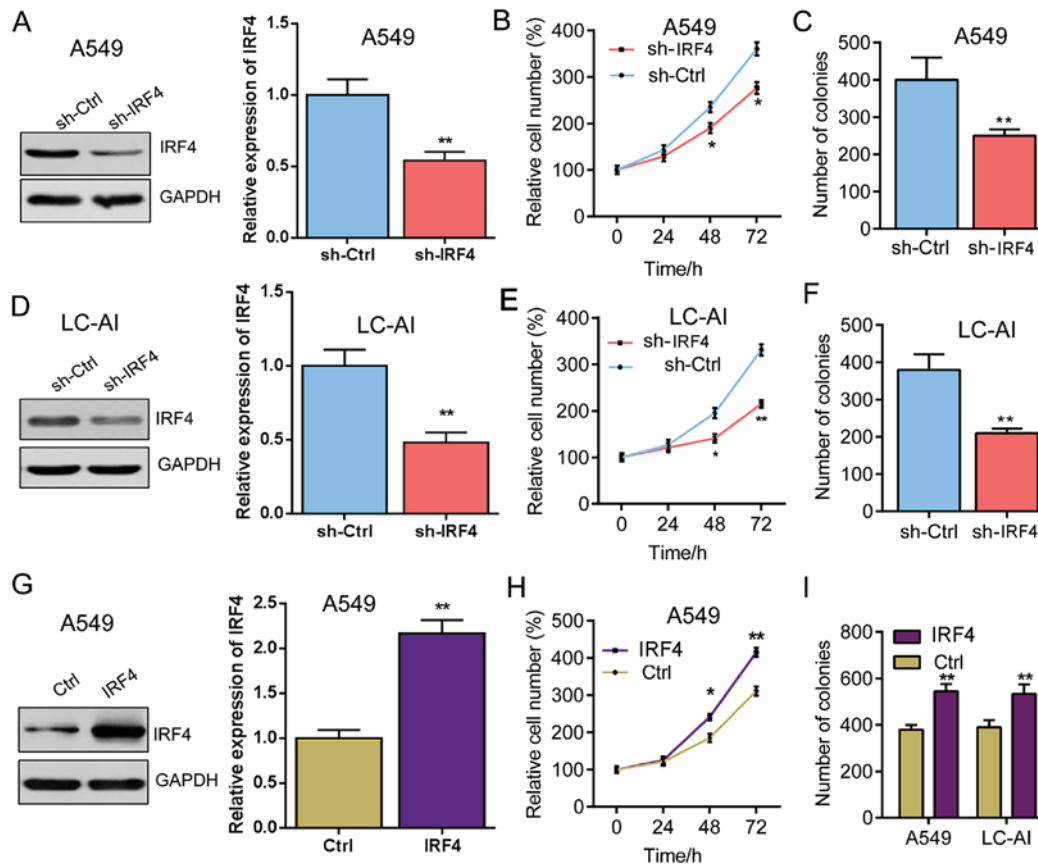 A
A549
sh-Ctrl
sh-IRF4
IRF4
GAPDH
Relative expression of IRF4
1.5
1.0
0.5
0.0
**
sh-Ctrl
sh-IRF4
B
A549
Relative cell number (%)
400
300
200
100
0
sh-IRF4
sh-Ctrl
*
*
0 24 48 72
Time/h
C
A549
Number of colonies
500
400
300
200
100
0
**
sh-Ctrl
sh-IRF4
D
LC-AI
sh-Ctrl
sh-IRF4
IRF4
GAPDH
Relative expression of IRF4
1.5
1.0
0.5
0.0
LC-AI
**
sh-Ctrl
sh-IRF4
E
LC-AI
Relative cell number (%)
400
300
200
100
0
sh-IRF4
sh-Ctrl
*
**
0 24 48 72
Time/h
F
LC-AI
Number of colonies
500
400
300
200
100
0
**
sh-Ctrl
sh-IRF4
G
A549
Ctrl
IRF4
IRF4
GAPDH
Relative expression of IRF4
2.5
2.0
1.5
1.0
0.5
0.0
A549
**
Ctrl
IRF4
H
A549
Relative cell number (%)
500
400
300
200
100
0
IRF4
Ctrl
*
**
0 24 48 72
Time/h
I
Number of colonies
800
600
400
200
0
IRF4
Ctrl
**
**
A549
LC-AI